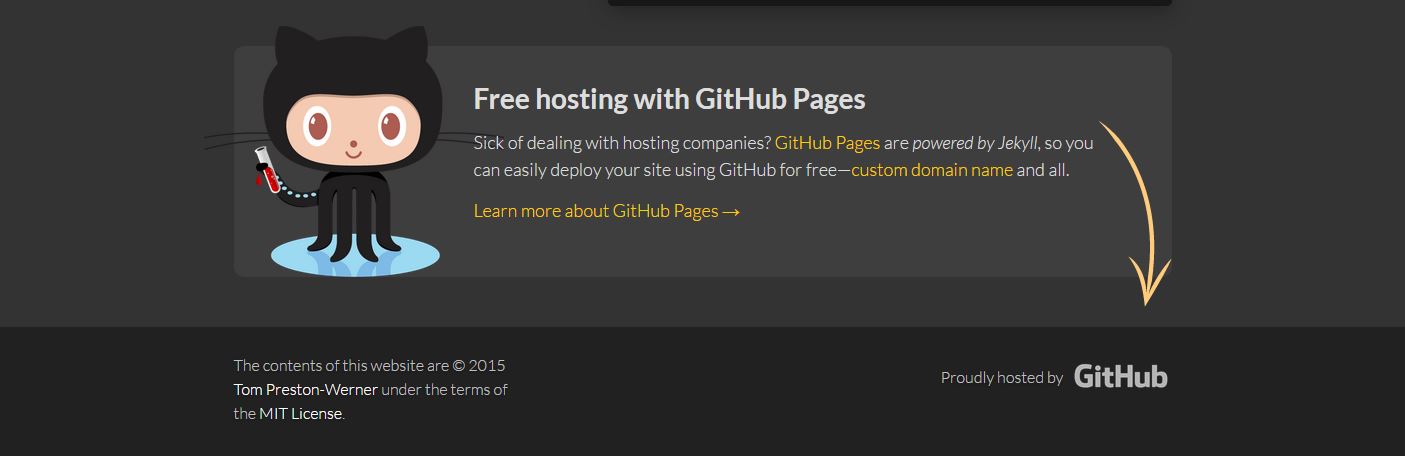 Free hosting with GitHub Pages
Sick of dealing with hosting companies? GitHub Pages are powered by Jekyll, so you
can easily deploy your site using GitHub for free—custom domain name and all.
Learn more about GitHub Pages →
The contents of this website are © 2015
Tom Preston-Werner under the terms of
the MIT License.
Proudly hosted by GitHub